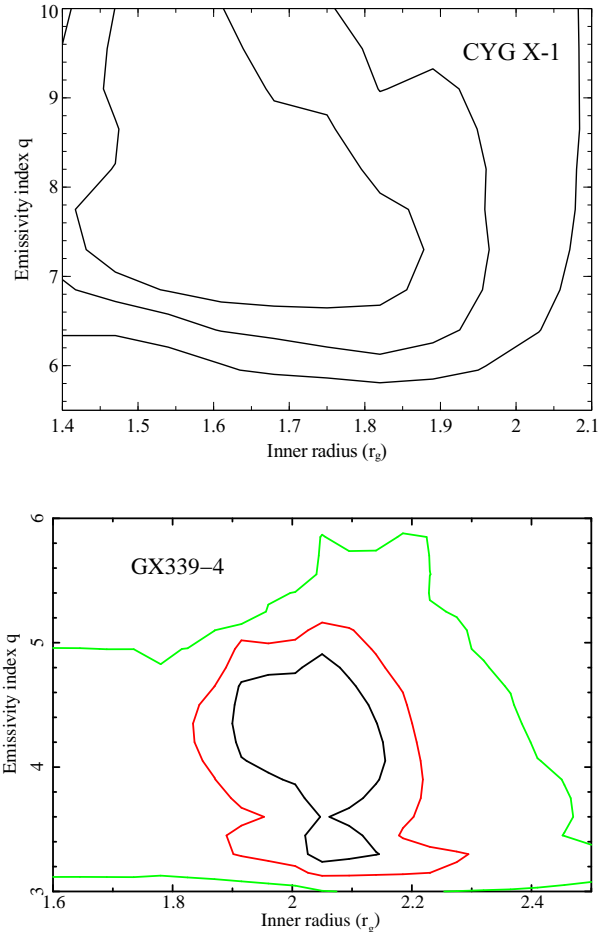 10
9
8
7
6
Emissivity index q
CYG X-1
1.4 1.5 1.6 1.7 1.8 1.9 2 2.1
Inner radius (rg)
6
5
4
3
Emissivity index q
GX339−4
1.6 1.8 2 2.2 2.4
Inner radius (rg)